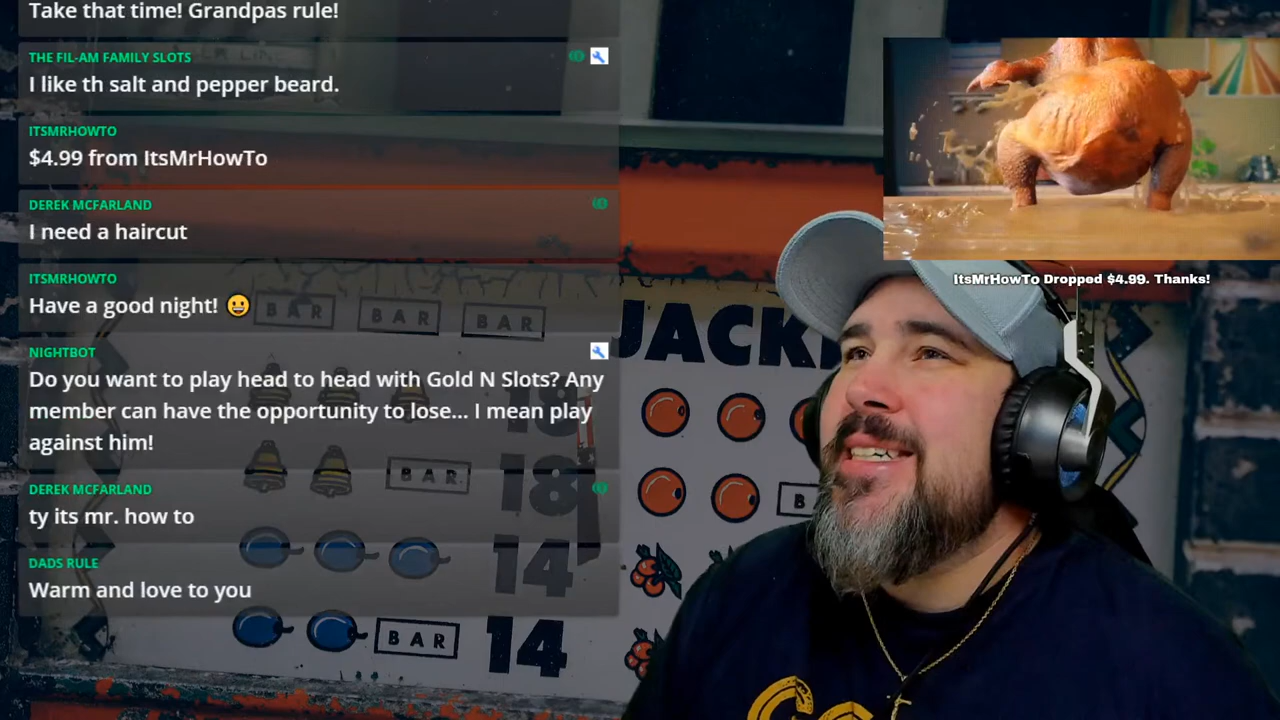 Take that time! Grandpas rule!
THE FIL-AM FAMILY SLOTS
I like th salt and pepper beard.
ITSMRHOWTO
$4.99 from ItsMrHowTo
DEREK MCFARLAND
I need a haircut
ITSMRHOWTO
Have a good night! 😀
NIGHTBOT
Do you want to play head to head with Gold N Slots? Any
member can have the opportunity to lose... I mean play
against him!
DEREK MCFARLAND
ty its mr. how to
DADS RULE
Warm and love to you
ItsMrHowTo Dropped $4.99. Thanks!
BAR BAR BAR
18
BAR 18
14
BAR 14